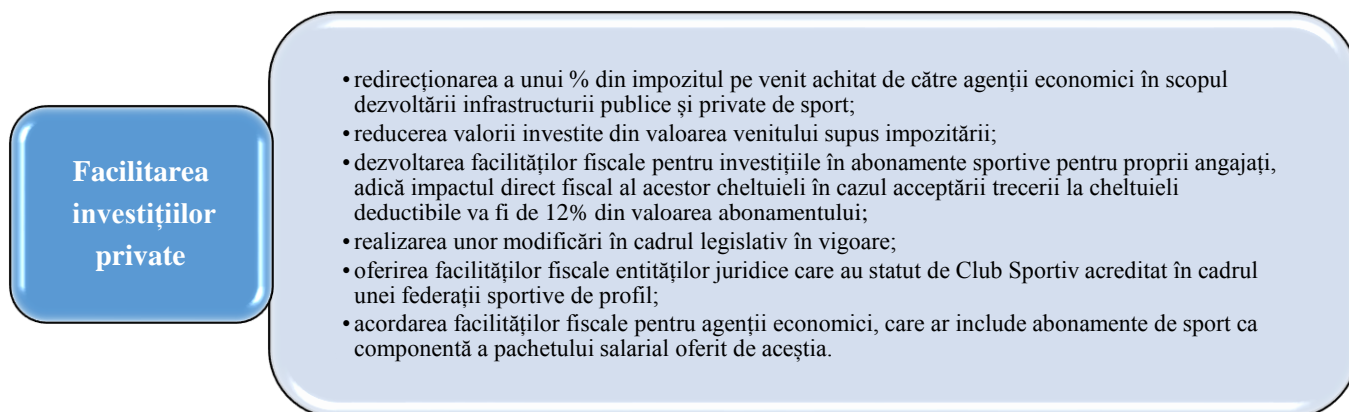 Facilitarea
investițiilor
private
• redirecționarea a unui % din impozitul pe venit achitat de către agenții economici în scopul
dezvoltării infrastructurii publice și private de sport;
• reducerea valorii investite din valoarea venitului supus impozitării;
• dezvoltarea facilităților fiscale pentru investițiile în abonamente sportive pentru proprii angajați,
adică impactul direct fiscal al acestor cheltuieli în cazul acceptării trecerii la cheltuieli
deductibile va fi de 12% din valoarea abonamentului;
• realizarea unor modificări în cadrul legislativ în vigoare;
• oferirea facilităților fiscale entităților juridice care au statut de Club Sportiv acreditat în cadrul
unei federații sportive de profil;
• acordarea facilităților fiscale pentru agenții economici, care ar include abonamente de sport ca
componentă a pachetului salarial oferit de aceștia.